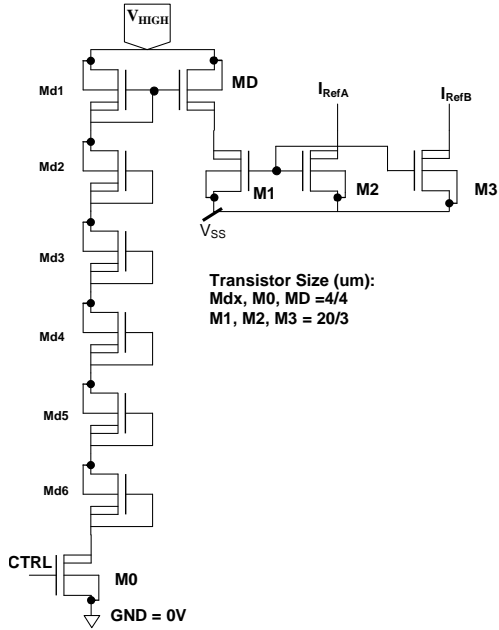 VHIGH
Md1
MD
IRefA
IRefB
Md2
M1
M2
M3
VSS
Md3
Transistor Size (um):
Mdx, M0, MD =4/4
M1, M2, M3 = 20/3
Md4
Md5
Md6
CTRL
M0
GND = 0V